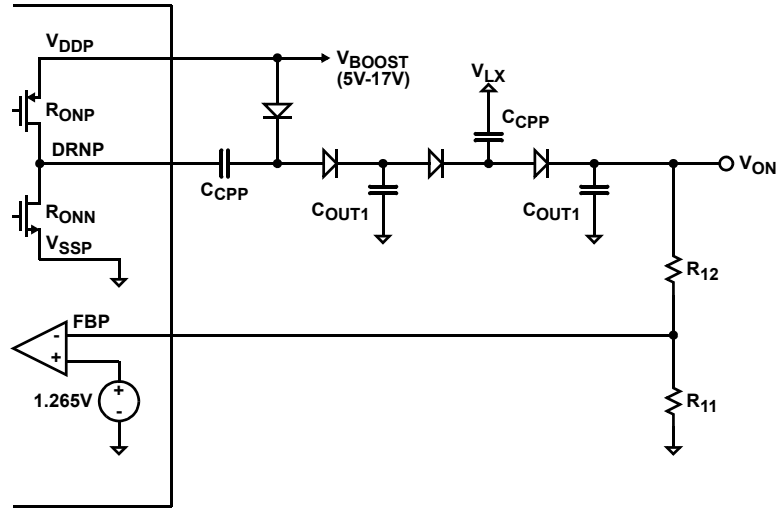 VDDP
VBOOST
(5V-17V)
VLX
RONP
CCPP
DRNP
CCPP
VON
RONN
COUT1
COUT1
VSSP
R12
FBP
-
+
+
-
1.265V
R11